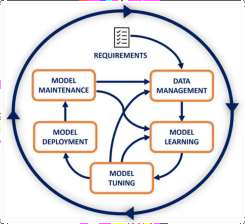 REQUIREMENTS
MODEL
MAINTENANCE
DATA
MANAGEMENT
MODEL
DEPLOYMENT
MODEL
LEARNING
MODEL
TUNING